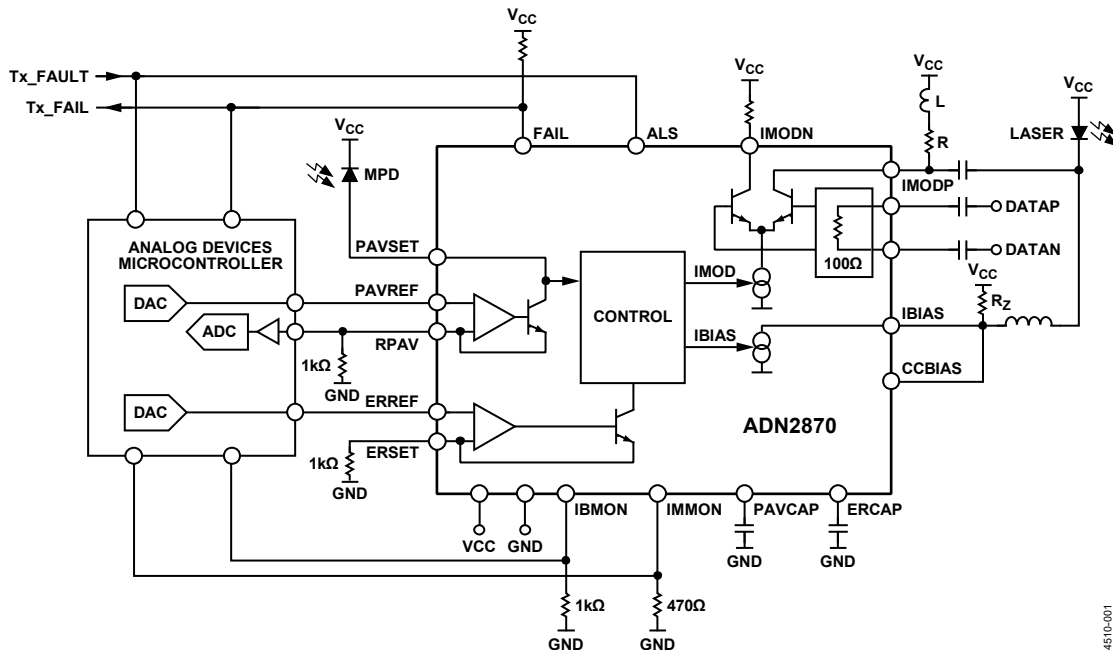 VCC
Tx_FAULT
Tx_FAIL
VCC
VCC
L
VCC
R
LASER
VCC
MPD
FAIL
ALS
IMODN
IMODP
DATAP
DATAN
100Ω
ANALOG DEVICES
MICROCONTROLLER
PAVSET
DAC
PAVREF
ADC
RPAV
1kΩ
GND
CONTROL
IMOD
IBIAS
VCC
RZ
IBIAS
CCBIAS
DAC
ERREF
ERSET
1kΩ
GND
ADN2870
VCC
GND
IBMON
IMMON
PAVCAP
ERCAP
GND
GND
1kΩ
470Ω
GND
GND
4510-001